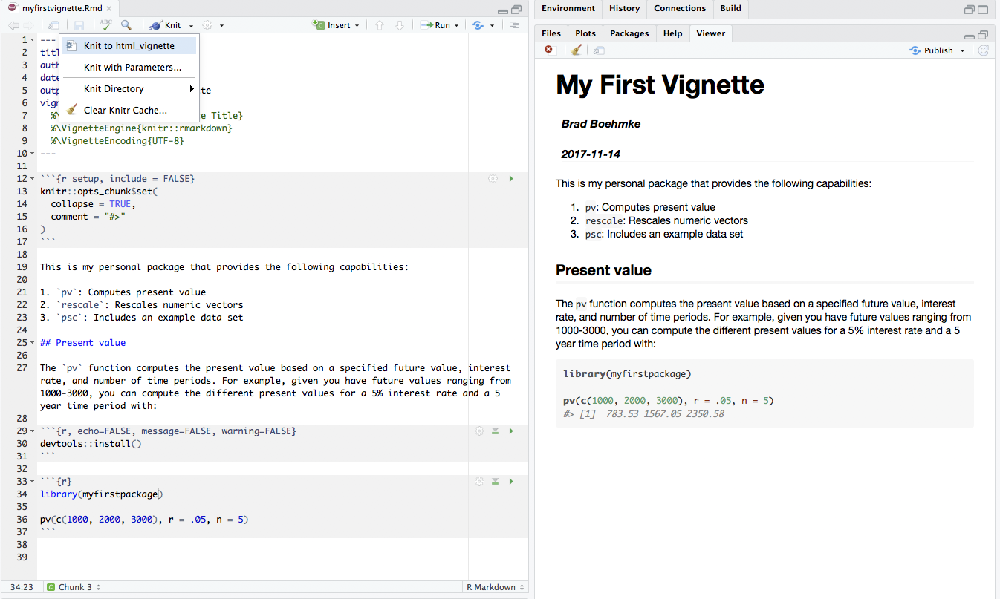 myfirstvignette.Rmd
ABC Knit Insert Run
Knit to html_vignette
Knit with Parameters...
Knit Directory
Clear Knitr Cache...
1 ---
2 titl
3 auth
4 date
5 outp te
6 vign
7 %\ e Title}
8 %\VignetteEngine{knitr::rmarkdown}
9 %\VignetteEncoding{UTF-8}
10 ---
11
12 ```{r setup, include = FALSE}
13 knitr::opts_chunk$set(
14 collapse = TRUE,
15 comment = "#>"
16 )
17 ```
18
19 This is my personal package that provides the following capabilities:
20
21 1. `pv`: Computes present value
22 2. `rescale`: Rescales numeric vectors
23 3. `psc`: Includes an example data set
24
25 ## Present value
26
27 The `pv` function computes the present value based on a specified future value, interest
rate, and number of time periods. For example, given you have future values ranging from
1000-3000, you can compute the different present values for a 5% interest rate and a 5
year time period with:
28
29 ```{r, echo=FALSE, message=FALSE, warning=FALSE}
30 devtools::install()
31 ```
32
33 ```{r}
34 library(myfirstpackage)
35
36 pv(c(1000, 2000, 3000), r = .05, n = 5)
37 ```
38
39
34:23 C Chunk 3 R Markdown
Environment History Connections Build
Files Plots Packages Help Viewer
Publish
My First Vignette
Brad Boehmke
2017-11-14
This is my personal package that provides the following capabilities:
1. pv: Computes present value
2. rescale: Rescales numeric vectors
3. psc: Includes an example data set
Present value
The pv function computes the present value based on a specified future value, interest
rate, and number of time periods. For example, given you have future values ranging from
1000-3000, you can compute the different present values for a 5% interest rate and a 5
year time period with:
library(myfirstpackage)
pv(c(1000, 2000, 3000), r = .05, n = 5)
#> [1] 783.53 1567.05 2350.58